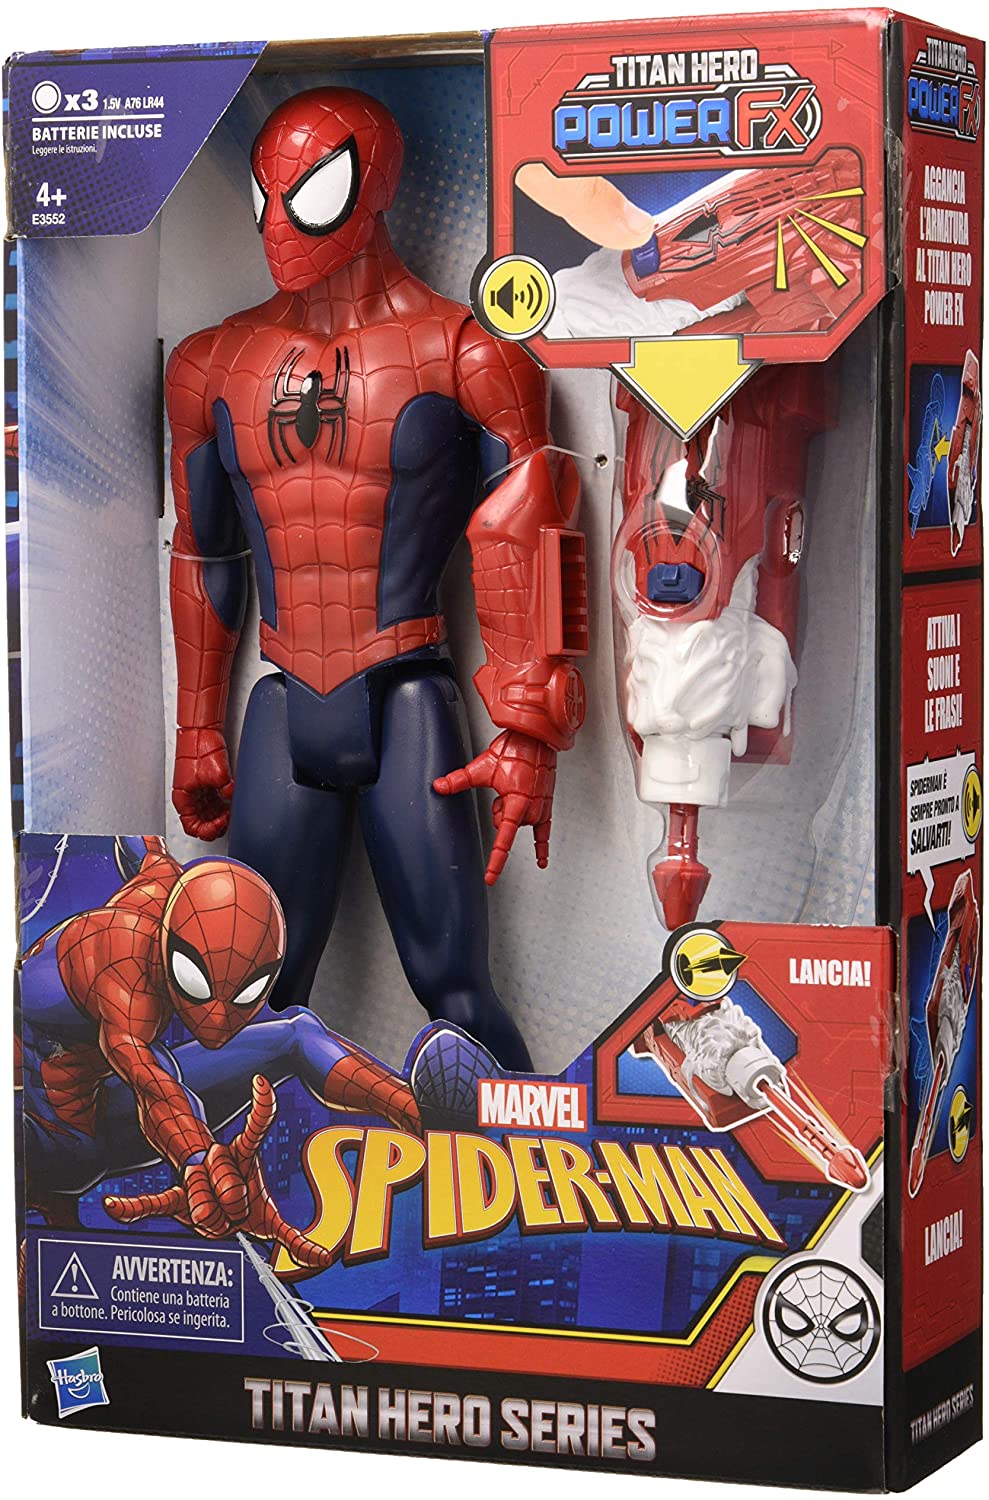 x3 1.5V A76 LR44
BATTERIE INCLUSE
Leggere le istruzioni.
4+
E3552
TITAN HERO
POWER FX
LANCIA!
MARVEL
SPIDER-MAN
AVVERTENZA:
Contiene una batteria
a bottone. Pericolosa se ingerita.
Hasbro
TITAN HERO SERIES
TITAN HERO
POWER FX
AGGANCIA
L'ARMATURA
AL TITAN HERO
POWER FX
ATTIVA I
SUONI E
LE FRASI!
SPIDERMAN È
SEMPRE PRONTO A
SALVARTI!
LANCIA!
TITAN HERO SERIES